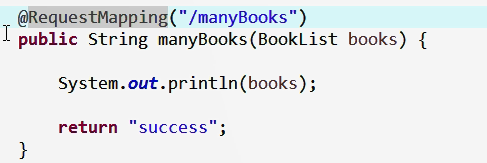 @RequestMapping("/manyBooks")
public String manyBooks(BookList books) {
System.out.println(books);
return "success";
}